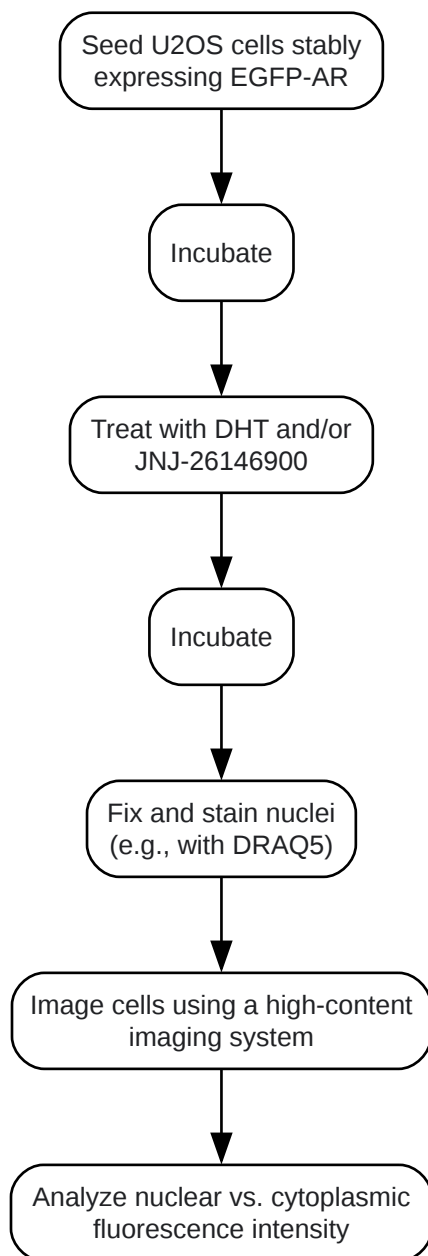 Seed U2OS cells stably
expressing EGFP-AR
Incubate
Treat with DHT and/or
JNJ-26146900
Incubate
Fix and stain nuclei
(e.g., with DRAQ5)
Image cells using a high-content
imaging system
Analyze nuclear vs. cytoplasmic
fluorescence intensity